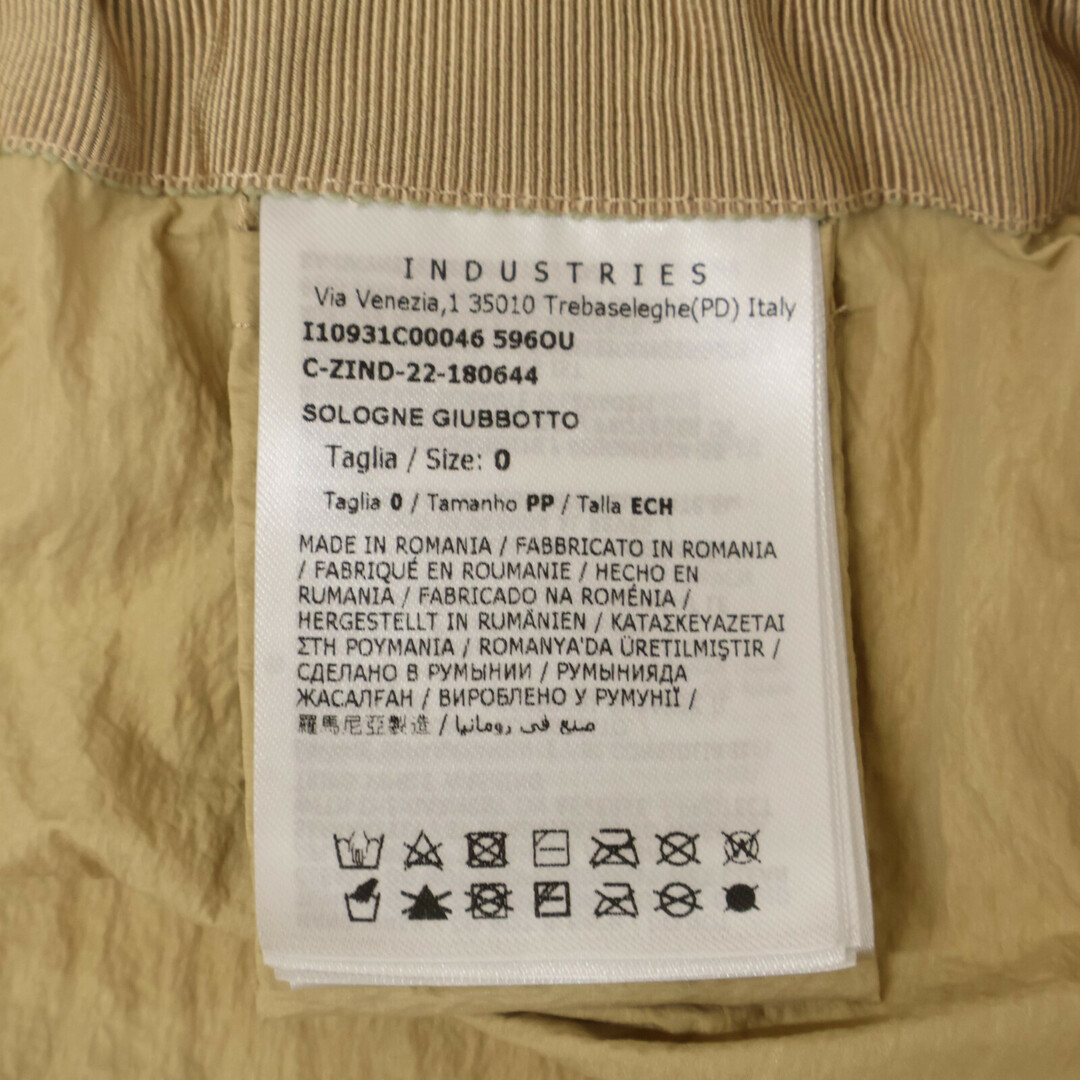 INDUSTRIES
Via Venezia,1 35010 Trebaseleghe(PD) Italy
I10931C00046 596OU
C-ZIND-22-180644
SOLOGNE GIUBBOTTO
Taglia / Size: 0
Taglia 0 / Tamanho PP / Talla ECH
MADE IN ROMANIA / FABBRICATO IN ROMANIA
/ FABRIQUÉ EN ROUMANIE / HECHO EN
RUMANIA / FABRICADO NA ROMÉNIA /
HERGESTELLT IN RUMÄNIEN / ΚΑΤΑΣΚΕΥΑΖΕΤΑΙ
ΣΤΗ ΡΟΥΜΑΝΙΑ / ROMANYA'DA ÜRETILMIŞTIR /
СДЕЛАНО В РУМЫНИИ / РУМЫНИЯДА
ЖАСАЛҒАН / ВИРОБЛЕНО У РУМУНІЇ /
羅馬尼亞製造 / صنع في رومانيا